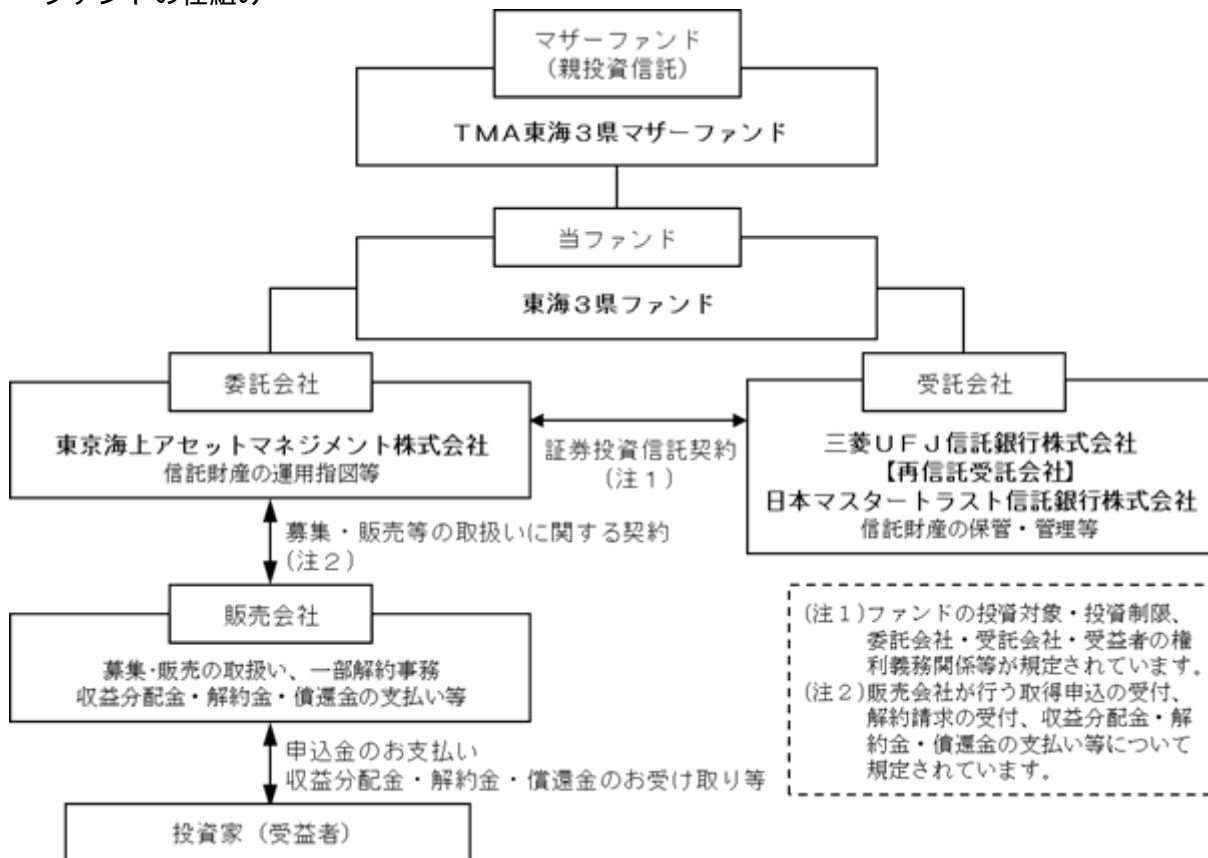 ファンドの仕組み
マザーファンド
(親投資信託)
TMA東海3県マザーファンド
当ファンド
東海3県ファンド
委託会社
東京海上アセットマネジメント株式会社
信託財産の運用指図等
証券投資信託契約
(注1)
受託会社
三菱UFJ信託銀行株式会社
【再信託受託会社】
日本マスタートラスト信託銀行株式会社
信託財産の保管・管理等
募集・販売等の取扱いに関する契約
(注2)
販売会社
募集・販売の取扱い、一部解約事務
収益分配金・解約金・償還金の支払い等
申込金のお支払い
収益分配金・解約金・償還金のお受け取り等
投資家(受益者)
(注1)ファンドの投資対象・投資制限、
委託会社・受託会社・受益者の権
利義務関係等が規定されています。
(注2)販売会社が行う取得申込の受付、
解約請求の受付、収益分配金・解
約金・償還金の支払い等について
規定されています。